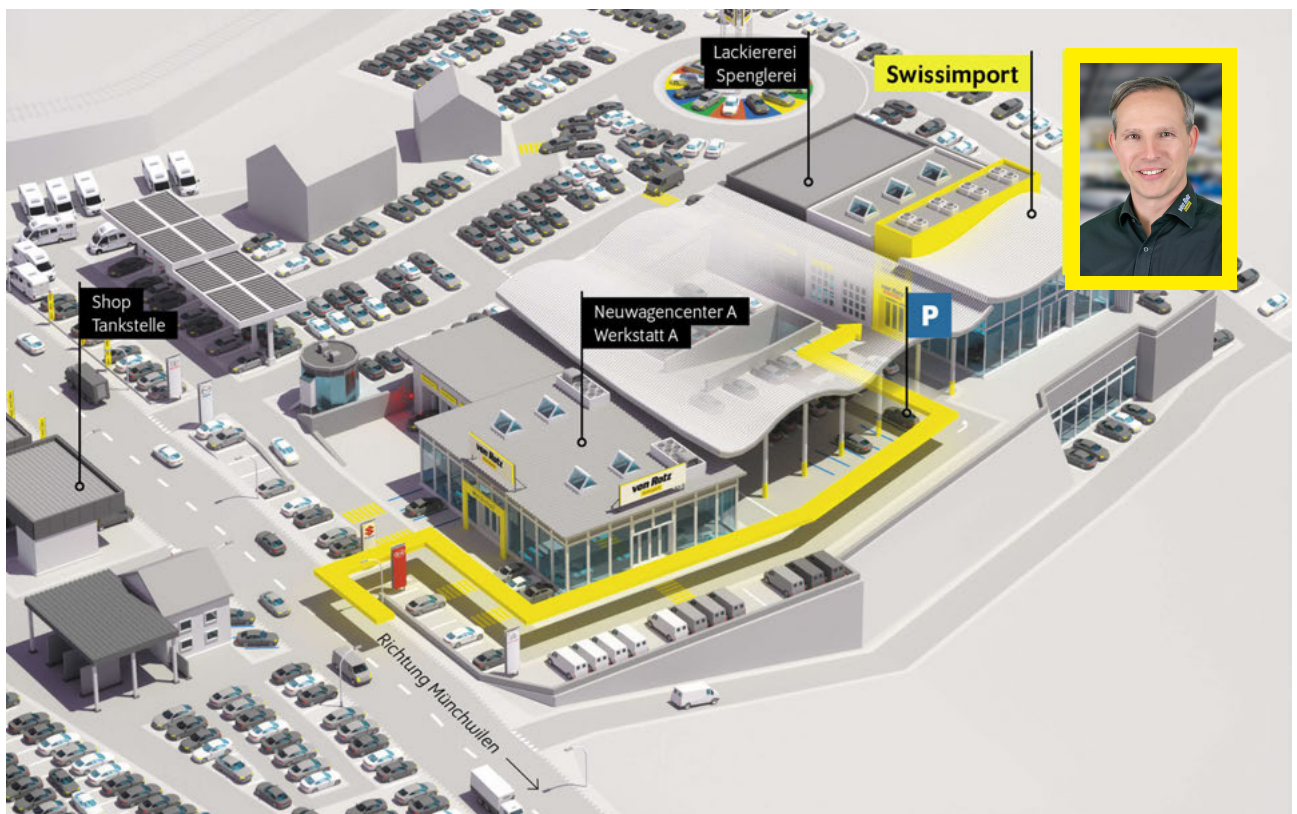 Lackiererei
Spenglerei
Swissimport
Shop
Tankstelle
Neuwagencenter A
Werkstatt A
P
von Rotz
von Rotz
Richtung Münchwilen